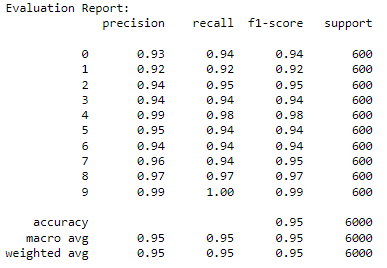 Evaluation Report:
precision recall f1-score support
0 0.93 0.94 0.94 600
1 0.92 0.92 0.92 600
2 0.94 0.95 0.95 600
3 0.94 0.94 0.94 600
4 0.99 0.98 0.98 600
5 0.95 0.94 0.94 600
6 0.94 0.94 0.94 600
7 0.96 0.94 0.95 600
8 0.97 0.97 0.97 600
9 0.99 1.00 0.99 600
accuracy 0.95 6000
macro avg 0.95 0.95 0.95 6000
weighted avg 0.95 0.95 0.95 6000